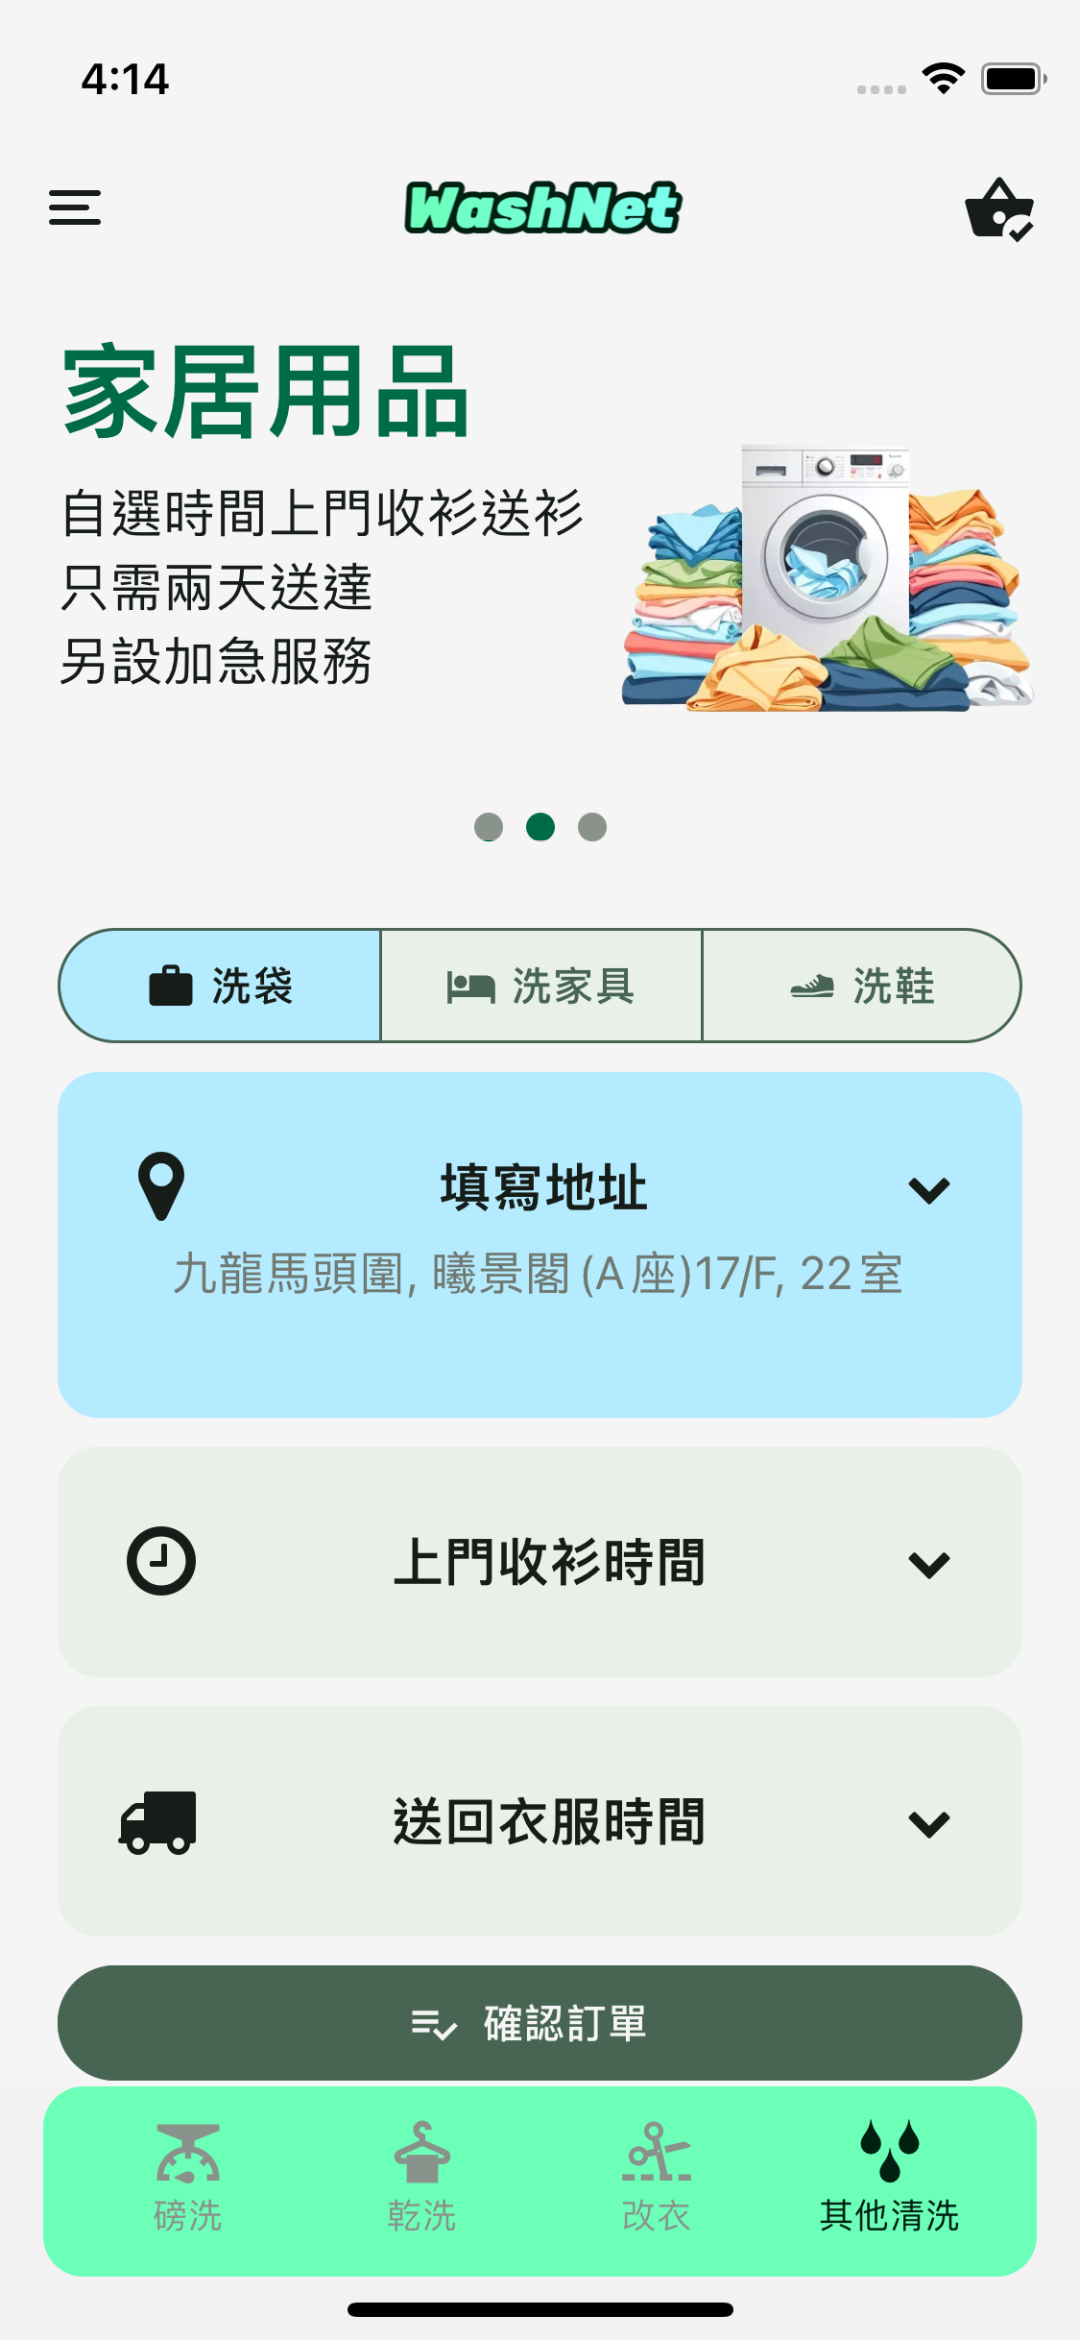 4:14
WashNet
家居用品
自選時間上門收衫送衫
只需兩天送達
另設加急服務
洗袋
洗家具
洗鞋
填寫地址
九龍馬頭圍, 曦景閣 (A 座)17/F, 22 室
上門收衫時間
送回衣服時間
確認訂單
磅洗
乾洗
改衣
其他清洗